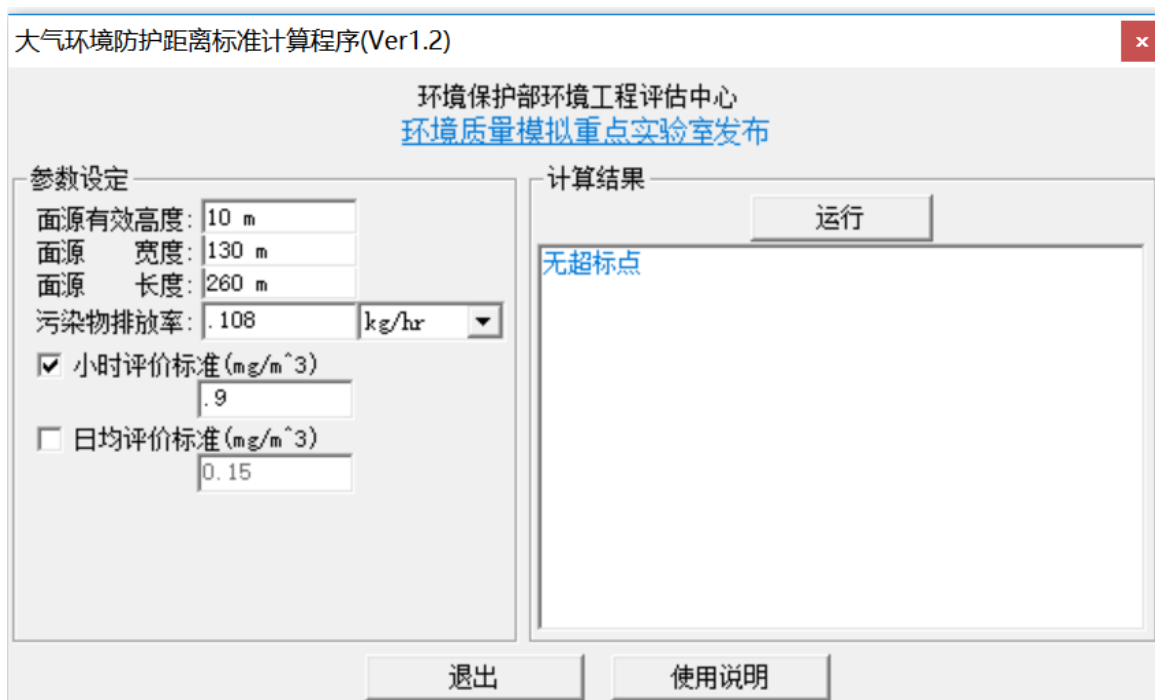 大气环境防护距离标准计算程序(Ver1.2)
x
环境保护部环境工程评估中心
环境质量模拟重点实验室发布
参数设定
面源有效高度: 10 m
面源 宽度: 130 m
面源 长度: 260 m
污染物排放率: .108 kg/hr
小时评价标准(mg/m^3)
.9
日均评价标准(mg/m^3)
0.15
计算结果
运行
无超标点
退出
使用说明